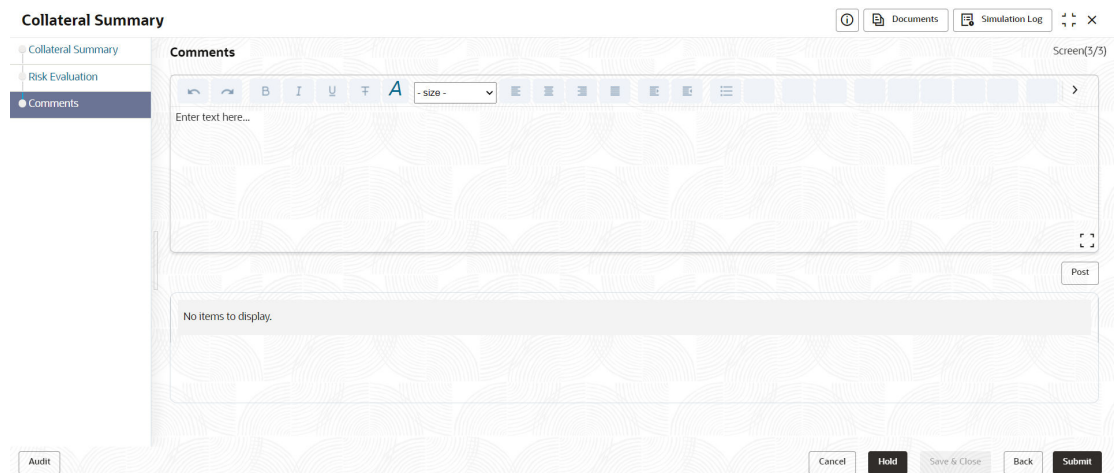 Collateral Summary
Documents
Simulation Log
Collateral Summary
Risk Evaluation
Comments
Comments
Screen(3/3)
B I U T A - size -
Enter text here...
Post
No items to display.
Audit
Cancel
Hold
Save & Close
Back
Submit